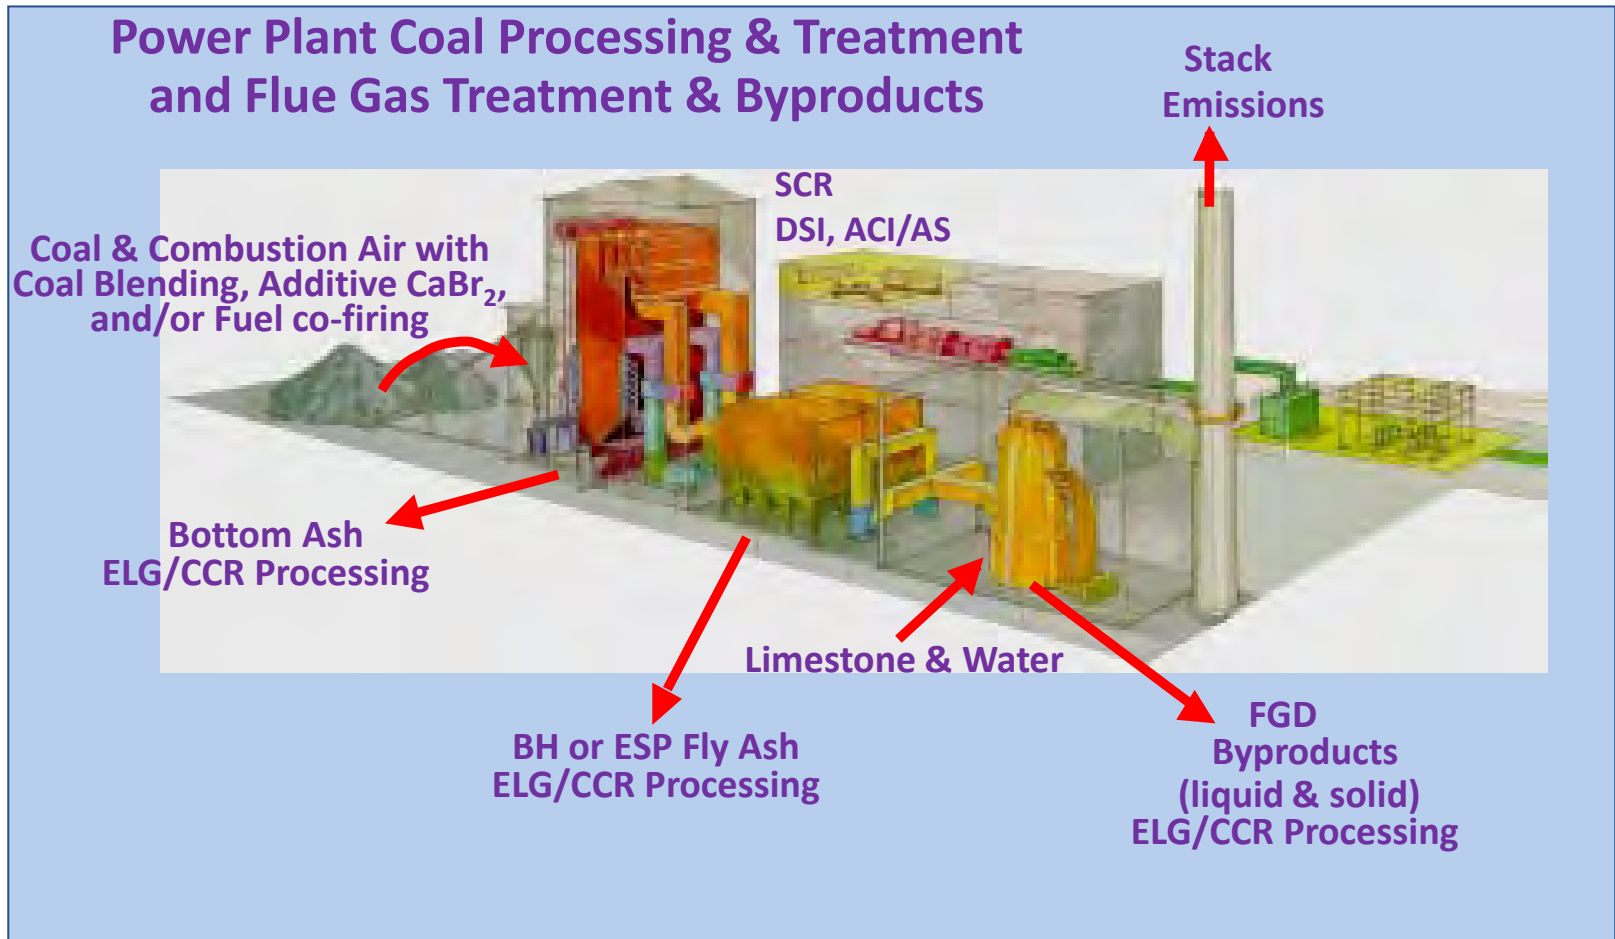 Power Plant Coal Processing & Treatment
and Flue Gas Treatment & Byproducts
Stack
Emissions
SCR
DSI, ACI/AS
Coal & Combustion Air with
Coal Blending, Additive CaBr₂,
and/or Fuel co-firing
Bottom Ash
ELG/CCR Processing
Limestone & Water
BH or ESP Fly Ash
ELG/CCR Processing
FGD
Byproducts
(liquid & solid)
ELG/CCR Processing